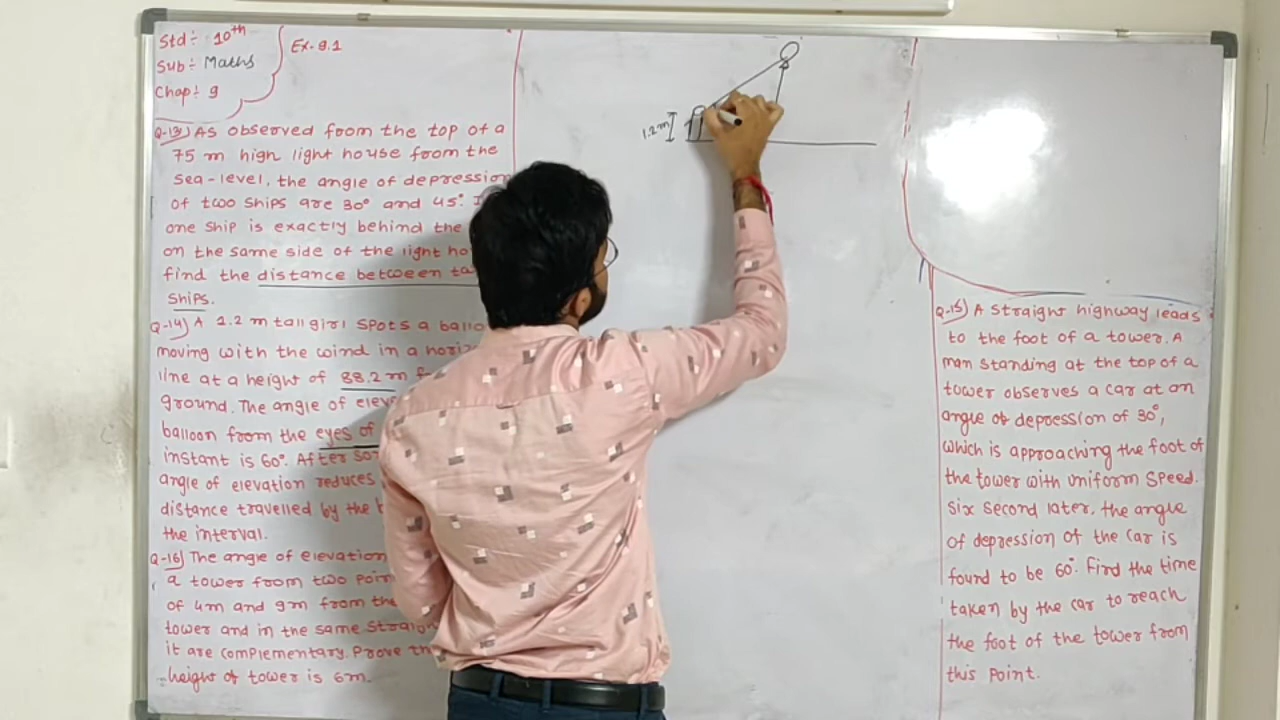 Std÷ 10th
Sub÷ Maths
Chap÷ 9
Ex-9.1
Q-13) As observed from the top of a
75 m high light house from the
sea-level, the angle of depression
of two ships are 30° and 45°.
one ship is exactly behind the
on the same side of the light
find the distance between
ships.
Q-14) A 1.2 m tall girl spots a
moving with the wind in a
line at a height of 88.2 m
ground. The angle of
balloon from the eyes of
instant is 60°. After
angle of elevation reduces
distance travelled by the
the interval.
Q-16) The angle of elevation
a tower from two
of 4m and 9m from the
tower and in the same
it are complementary. Prove
height of tower is 6m.
1.2m
Q-15) A straight highway leads
to the foot of a tower. A
man standing at the top of a
tower observes a car at an
angle of depression of 30°,
which is approaching the foot of
the tower with uniform speed.
six second later, the angle
of depression of the car is
found to be 60°. Find the time
taken by the car to reach
the foot of the tower from
this point.